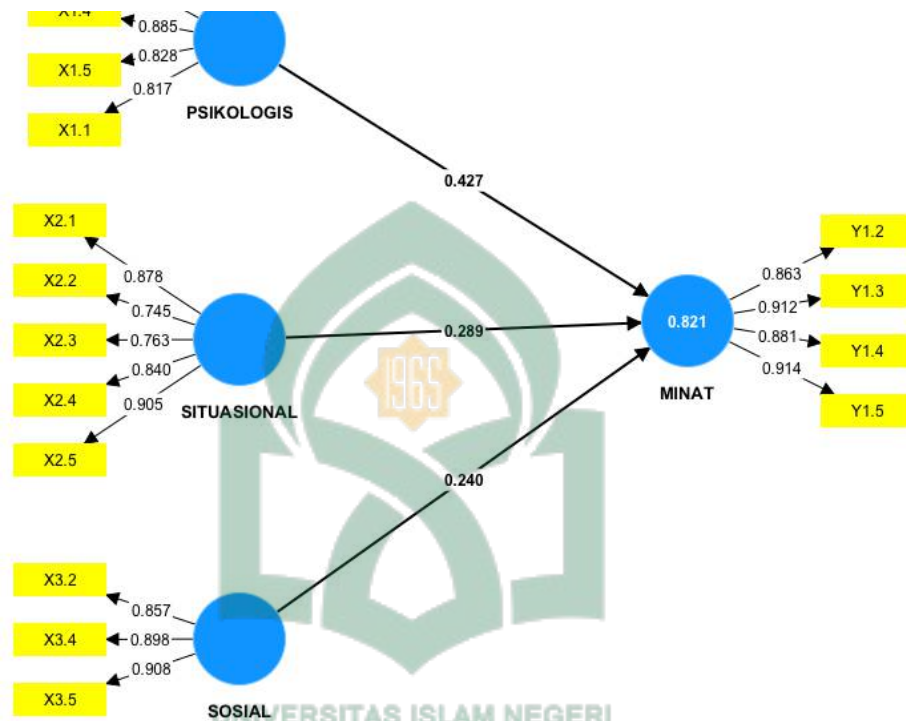 X1.4
0.885
X1.5
0.828
0.817
X1.1
PSIKOLOGIS
0.427
X2.1
0.878
X2.2
0.745
X2.3
0.763
X2.4
0.840
0.905
X2.5
SITUASIONAL
0.289
1965
Y1.2
0.863
Y1.3
0.912
0.821
0.881
Y1.4
0.914
MINAT
Y1.5
0.240
X3.2
0.857
X3.4
0.898
0.908
X3.5
SOSIAL
UNIVERSITAS ISLAM NEGERI